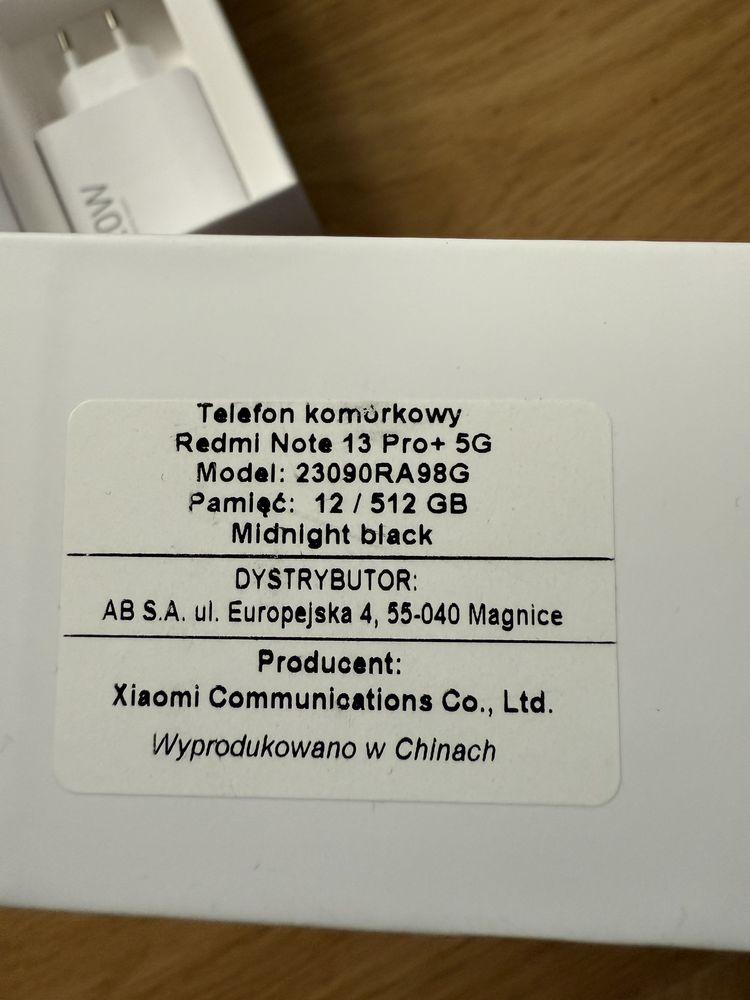 Telefon komórkowy
Redmi Note 13 Pro+ 5G
Model: 23090RA98G
Pamięć: 12 / 512 GB
Midnight black
DYSTRYBUTOR:
AB S.A. ul. Europejska 4, 55-040 Magnice
Producent:
Xiaomi Communications Co., Ltd.
Wyprodukowano w Chinach